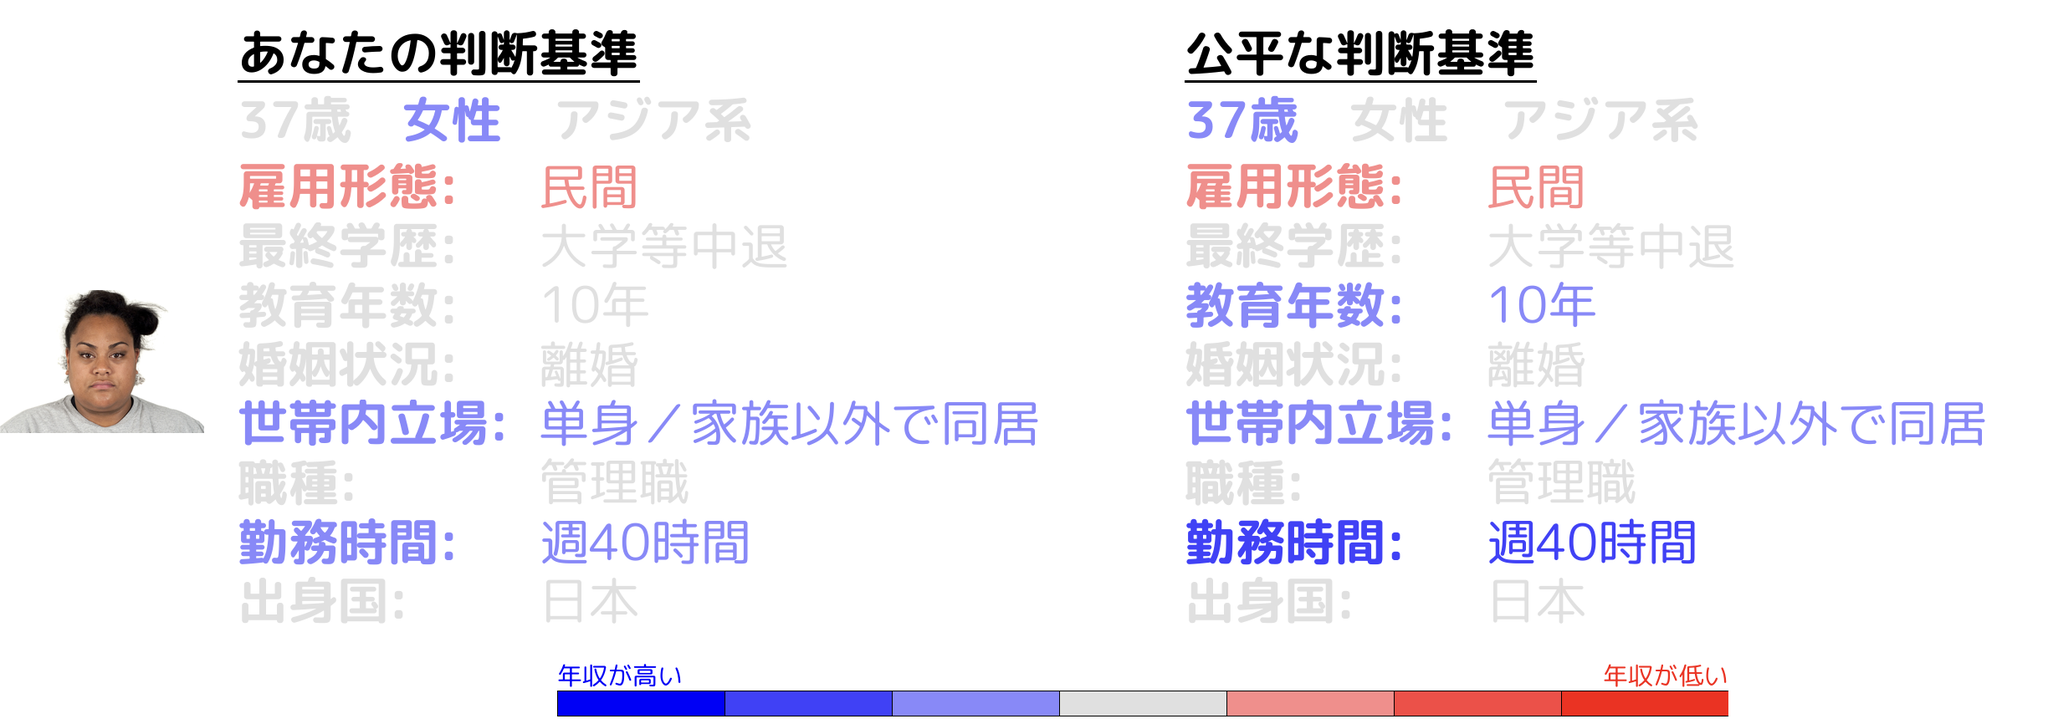 あなたの判断基準
37歳 女性 アジア系
雇用形態: 民間
最終学歴: 大学等中退
教育年数: 10年
婚姻状況: 離婚
世帯内立場: 単身／家族以外で同居
職種: 管理職
勤務時間: 週40時間
出身国: 日本
公平な判断基準
37歳 女性 アジア系
雇用形態: 民間
最終学歴: 大学等中退
教育年数: 10年
婚姻状況: 離婚
世帯内立場: 単身／家族以外で同居
職種: 管理職
勤務時間: 週40時間
出身国: 日本
年収が高い 年収が低い